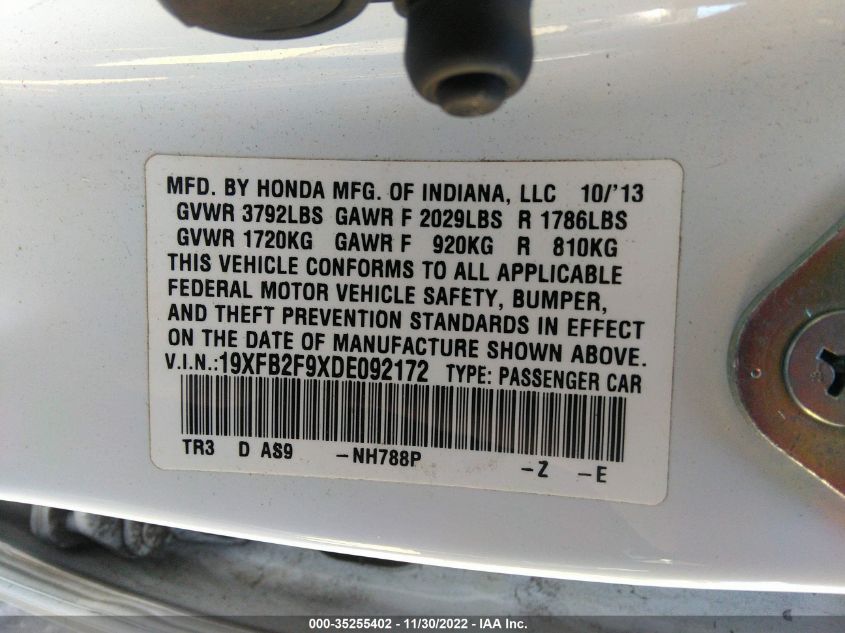 MFD. BY HONDA MFG. OF INDIANA, LLC 10/'13
GVWR 3792LBS GAWR F 2029LBS R 1786LBS
GVWR 1720KG GAWR F 920KG R 810KG
THIS VEHICLE CONFORMS TO ALL APPLICABLE
FEDERAL MOTOR VEHICLE SAFETY, BUMPER,
AND THEFT PREVENTION STANDARDS IN EFFECT
ON THE DATE OF MANUFACTURE SHOWN ABOVE.
V.I.N.:19XFB2F9XDE092172 TYPE: PASSENGER CAR
TR3 D AS9 -NH788P -Z -E
000-35255402 - 11/30/2022 - IAA Inc.